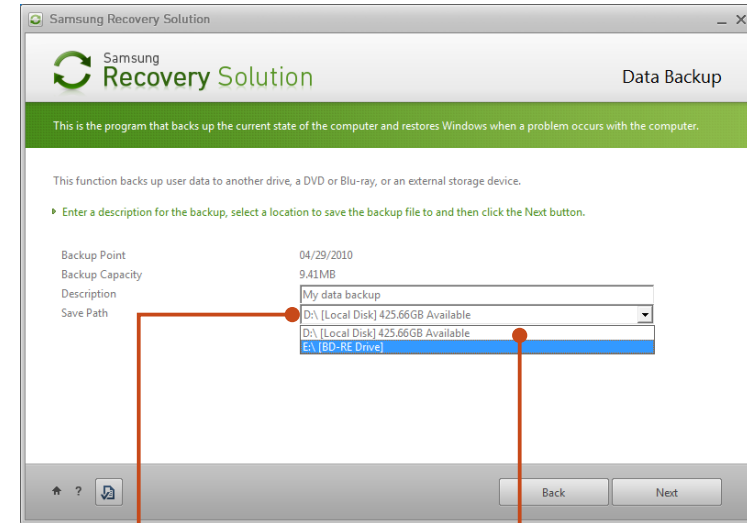 Samsung Recovery Solution
Samsung
Recovery Solution
Data Backup
This is the program that backs up the current state of the computer and restores Windows when a problem occurs with the computer.
This function backs up user data to another drive, a DVD or Blu-ray, or an external storage device.
Enter a description for the backup, select a location to save the backup file to and then click the Next button.
Backup Point 04/29/2010
Backup Capacity 9.41MB
Description My data backup
Save Path D:\ [Local Disk] 425.66GB Available
D:\ [Local Disk] 425.66GB Available
E:\ [BD-RE Drive]
? Back Next